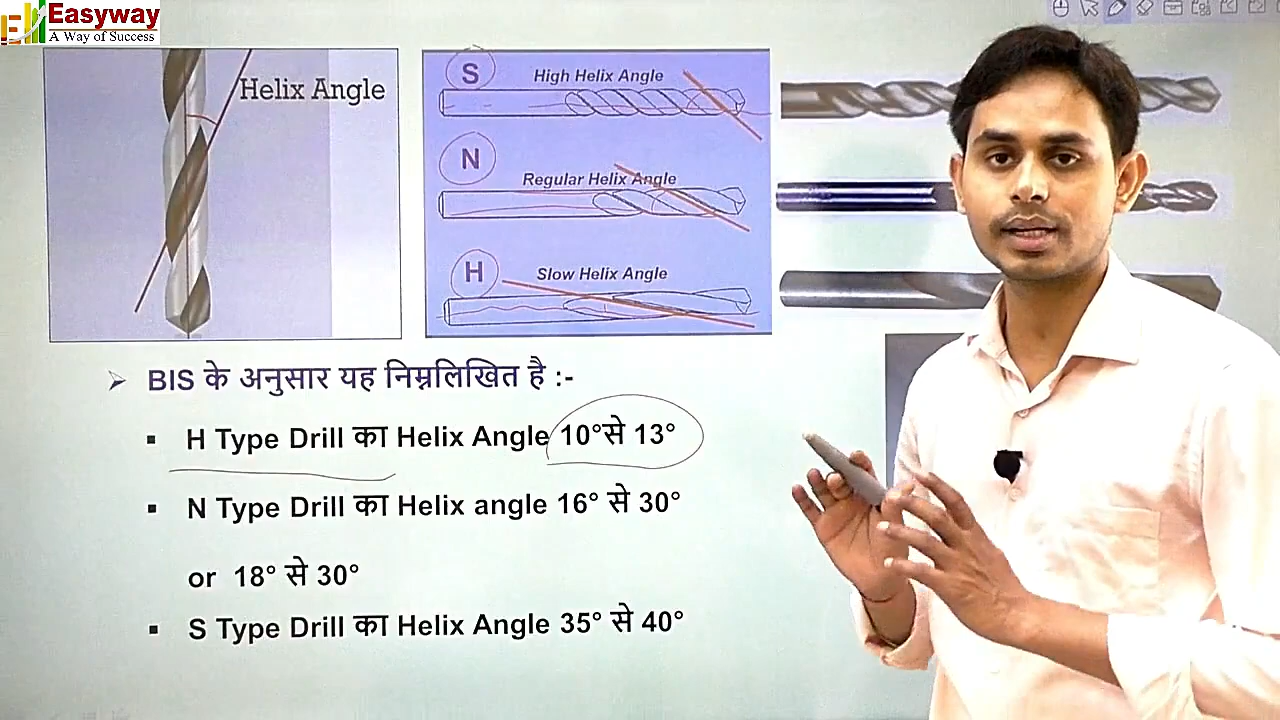 Easyway
A Way of Success
Helix Angle
S
High Helix Angle
N
Regular Helix Angle
H
Slow Helix Angle
➢ BIS के अनुसार यह निम्नलिखित है :-
▪ H Type Drill का Helix Angle 10°से 13°
▪ N Type Drill का Helix angle 16° से 30°
or 18° से 30°
▪ S Type Drill का Helix Angle 35° से 40°